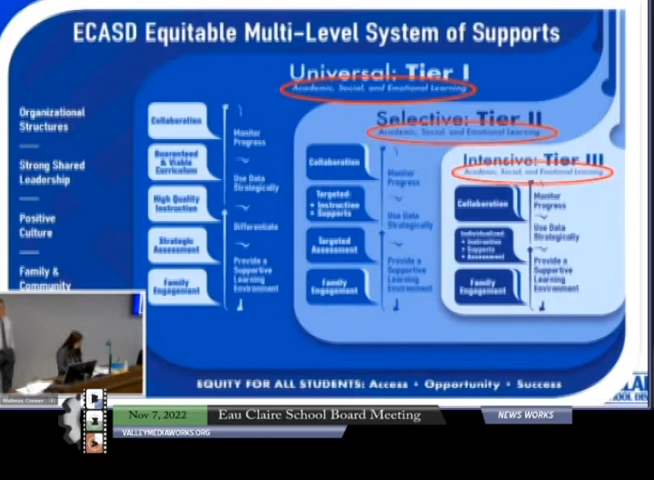 ECASD Equitable Multi-Level System of Supports
Universal: Tier I
Academic, Social, and Emotional Learning
Selective: Tier II
Academic, Social, and Emotional Learning
Intensive: Tier III
Academic, Social, and Emotional Learning
Organizational
Structures
Strong Shared
Leadership
Positive
Culture
Family &
Community
Collaboration
Guaranteed
& Viable
Curriculum
High Quality
Instruction
Strategic
Assessment
Family
Engagement
Monitor
Progress
Use Data
Strategically
Differentiate
Provide a
Supportive
Learning
Environment
Collaboration
Targeted:
• Instruction
• Supports
Targeted
Assessment
Family
Engagement
Monitor
Progress
Use Data
Strategically
Provide a
Supportive
Learning
Environment
Collaboration
Individualized:
• Instruction
• Supports
• Assessment
Family
Engagement
Monitor
Progress
Use Data
Strategically
Provide a
Supportive
Learning
Environment
EQUITY FOR ALL STUDENTS: Access • Opportunity • Success
Nov 7, 2022
Eau Claire School Board Meeting
NEWS WORKS
VALLEYMEDIAWORKS.ORG